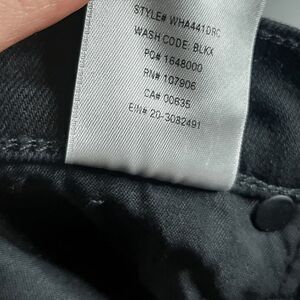 STYLE# WHA441DRC
WASH CODE: BLKX
PO# 1648000
RN# 107906
CA# 00635
EIN# 20-3082491